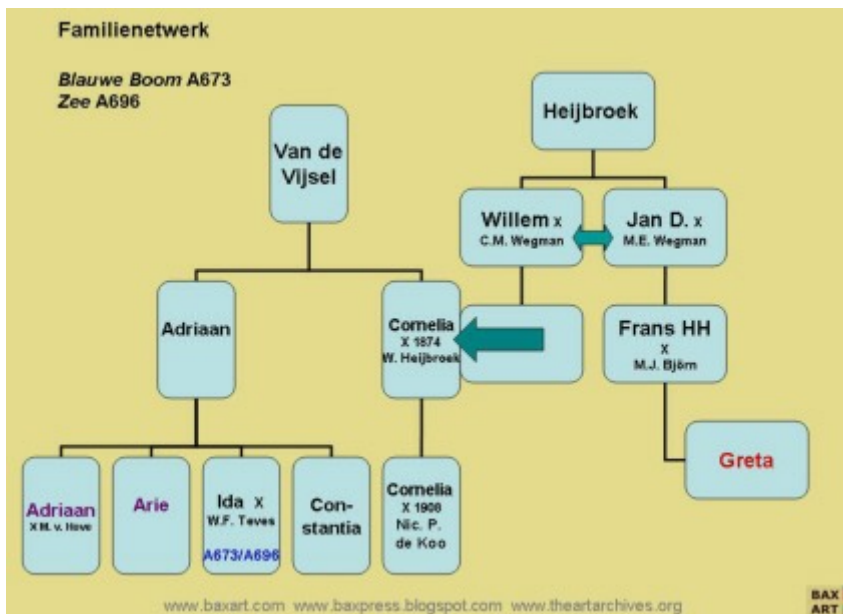 Familienetwerk
Blauwe Boom A673
Zee A696
Heijbroek
Van de
Vijsel
Willem x
C.M. Wegman
Jan D. x
M.E. Wegman
Adriaan
Cornelia
X 1874
W. Heijbroek
Frans HH
X
M.J. Björn
Greta
Adriaan
X M. v. Hove
Arie
Ida x
W.F. Teves
A673/A696
Con-
stantia
Cornelia
X 1908
Nic. P.
de Koo
www.baxart.com www.baxpress.blogspot.com www.theartarchives.org
BAX
ART